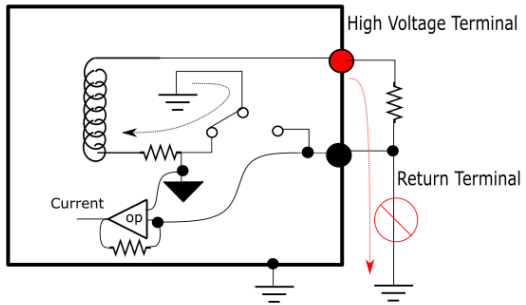 High Voltage Terminal
Return Terminal
Current
op